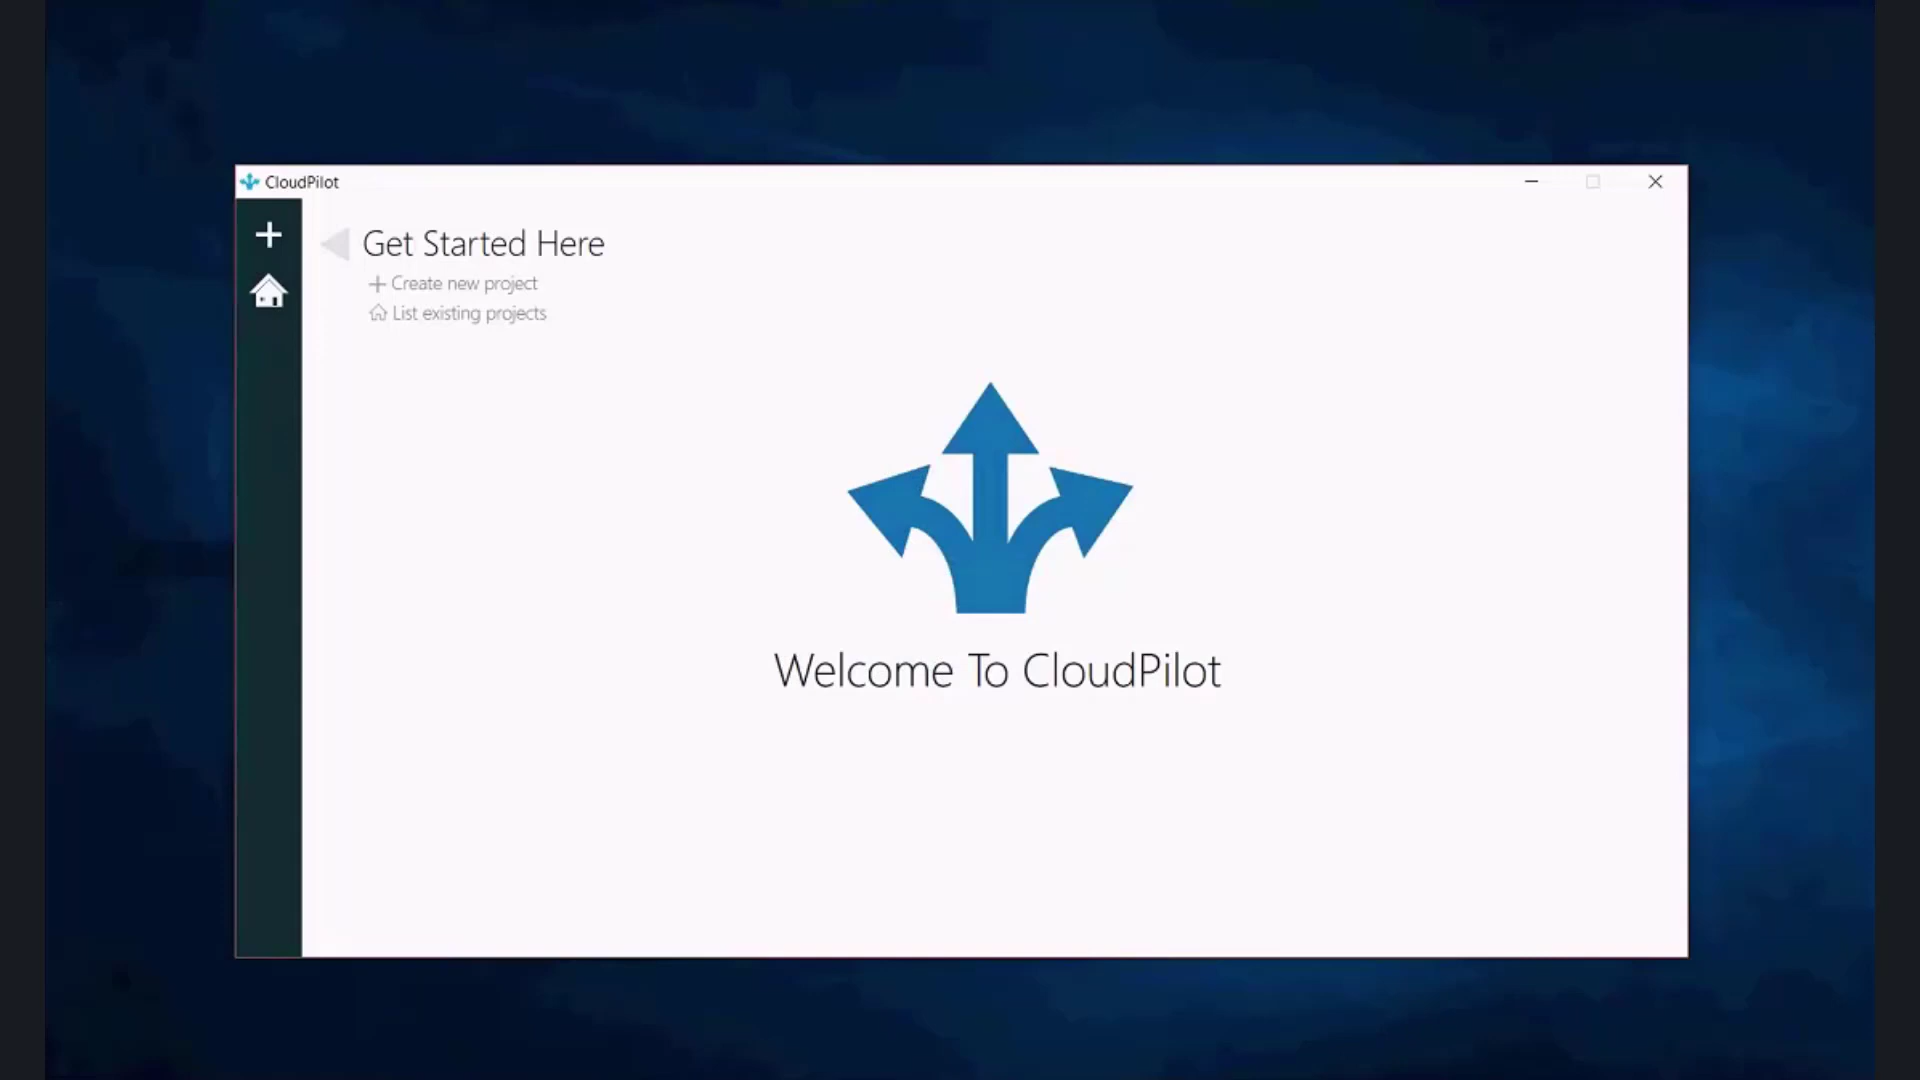 CloudPilot
Get Started Here
Create new project
List existing projects
Welcome To CloudPilot